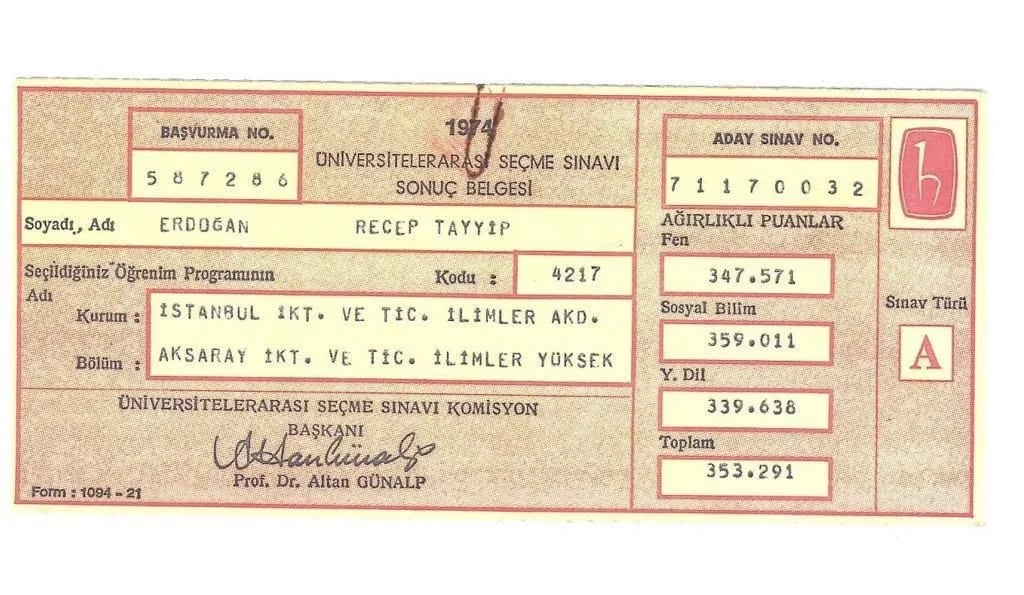 BAŞVURMA NO.
587286
1974
ÜNİVERSİTELERARASI SEÇME SINAVI
SONUÇ BELGESİ
ADAY SINAV NO.
71170032
h
Soyadı, Adı ERDOĞAN RECEP TAYYİP
Seçildiğiniz Öğrenim Programının Kodu : 4217
Adı
Kurum : İSTANBUL İKT. VE TİC. İLİMLER AKD.
Bölüm : AKSARAY İKT. VE TİC. İLİMLER YÜKSEK
ÜNİVERSİTELERARASI SEÇME SINAVI KOMİSYON
BAŞKANI
Prof. Dr. Altan GÜNALP
Form : 1094 - 21
AĞIRLIKLI PUANLAR
Fen
347.571
Sosyal Bilim
359.011
Y. Dil
339.638
Toplam
353.291
Sınav Türü
A